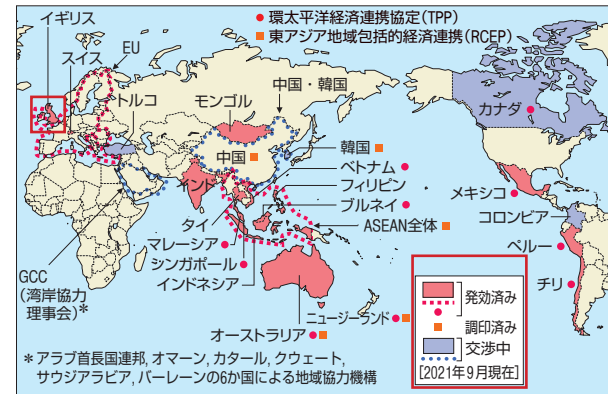 ● 環太平洋経済連携協定(TPP)
■ 東アジア地域包括的経済連携(RCEP)
イギリス
スイス
EU
トルコ
モンゴル
中国・韓国
中国 ■
韓国 ■
インド
ベトナム ●
フィリピン
ブルネイ ●
ASEAN全体 ■
タイ
マレーシア ●
シンガポール ●
インドネシア
GCC
(湾岸協力
理事会)*
オーストラリア ● ■
ニュージーランド ● ■
カナダ ●
メキシコ ●
コロンビア
ペルー ●
チリ ●
発効済み
調印済み
交渉中
[2021年9月現在]
*アラブ首長国連邦, オマーン, カタール, クウェート,
サウジアラビア, バーレーンの6か国による地域協力機構